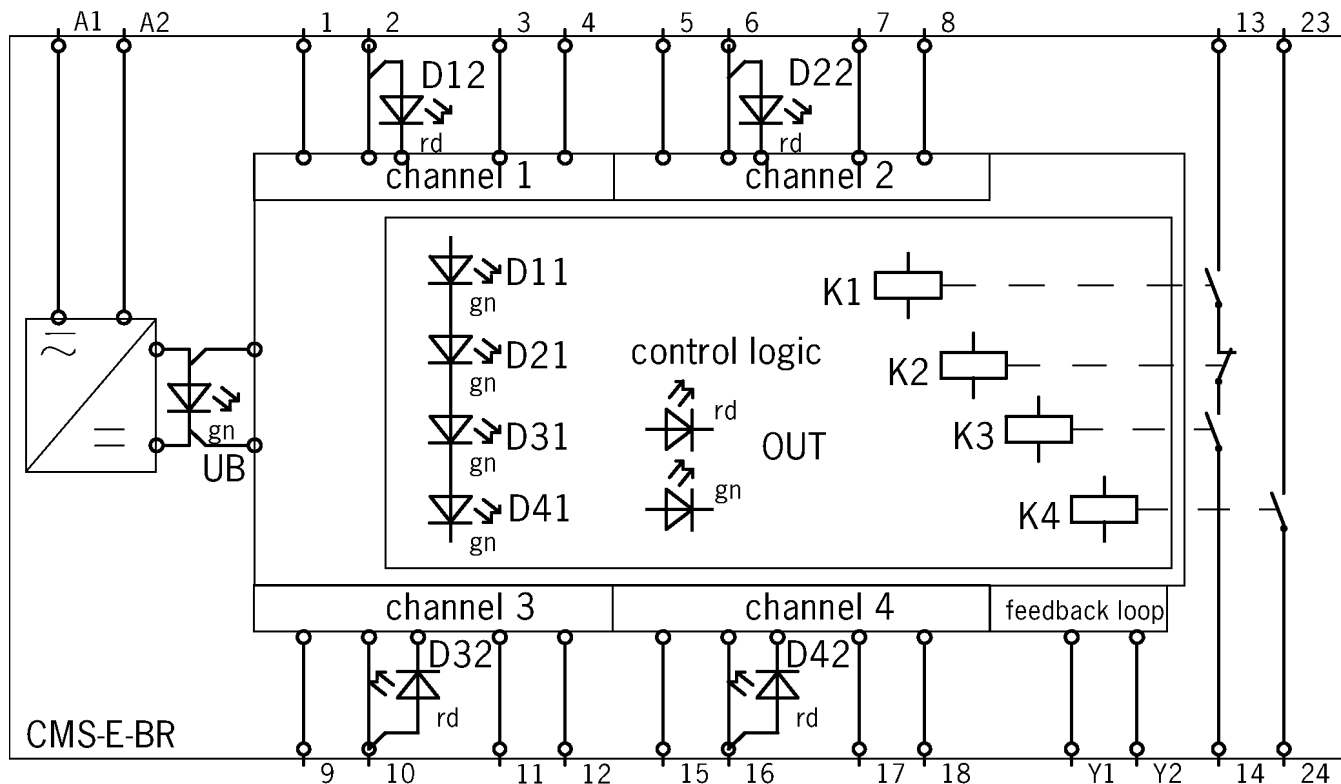 A1 A2 1 2 3 4 5 6 7 8 13 23
D12 D22
rd rd
channel 1 channel 2
D11
gn
K1
D21
gn
control logic
K2
rd
D31
gn
OUT
K3
gn
UB
gn
D41
gn
K4
channel 3 channel 4 feedback loop
D32 D42
rd rd
CMS-E-BR
9 10 11 12 15 16 17 18 Y1 Y2 14 24